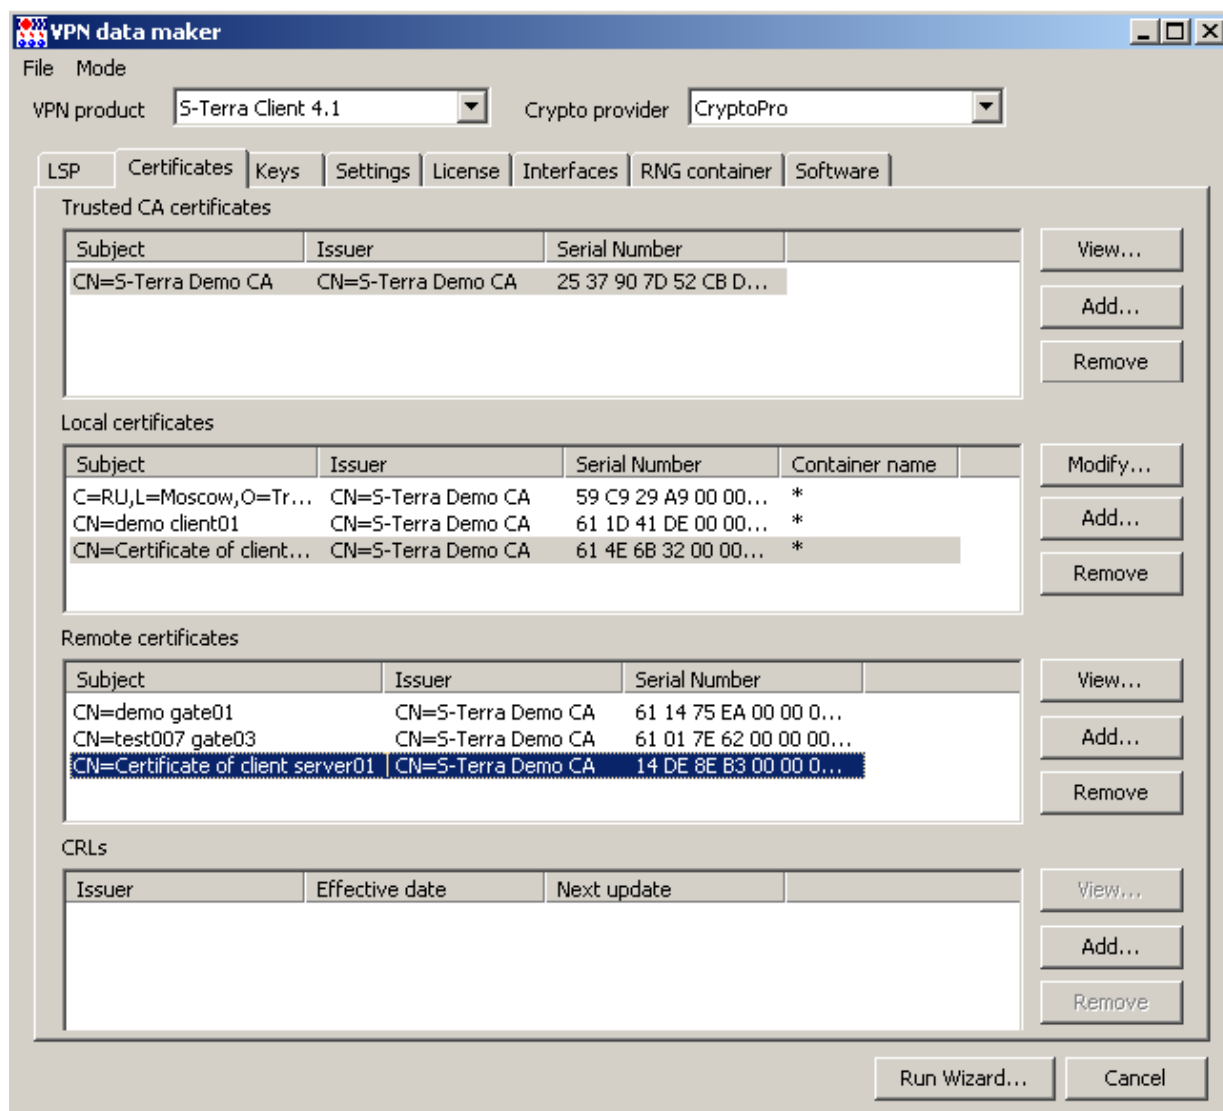 VPN data maker
File Mode
VPN product S-Terra Client 4.1 Crypto provider CryptoPro
LSP Certificates Keys Settings License Interfaces RNG container Software
Trusted CA certificates
Subject Issuer Serial Number
View...
CN=S-Terra Demo CA CN=S-Terra Demo CA 25 37 90 7D 52 CB D...
Add...
Remove
Local certificates
Subject Issuer Serial Number Container name
Modify...
C=RU,L=Moscow,O=Tr... CN=S-Terra Demo CA 59 C9 29 A9 00 00... *
CN=demo client01 CN=S-Terra Demo CA 61 1D 41 DE 00 00... *
Add...
CN=Certificate of client... CN=S-Terra Demo CA 61 4E 6B 32 00 00... *
Remove
Remote certificates
Subject Issuer Serial Number
View...
CN=demo gate01 CN=S-Terra Demo CA 61 14 75 EA 00 00 0...
CN=test007 gate03 CN=S-Terra Demo CA 61 01 7E 62 00 00 00...
Add...
CN=Certificate of client server01 CN=S-Terra Demo CA 14 DE 8E B3 00 00 0...
Remove
CRLs
Issuer Effective date Next update
View...
Add...
Remove
Run Wizard... Cancel